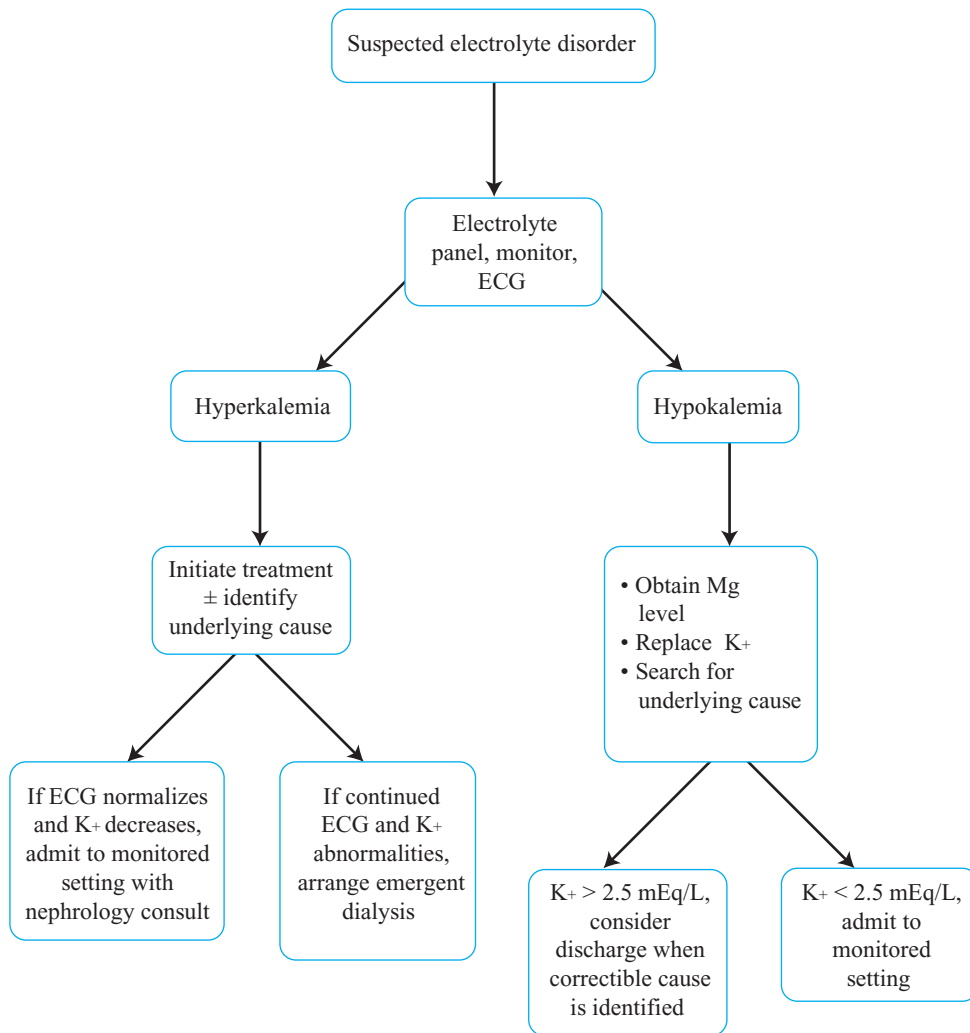 Suspected electrolyte disorder
Electrolyte
panel, monitor,
ECG
Hyperkalemia
Hypokalemia
Initiate treatment
± identify
underlying cause
• Obtain Mg
level
• Replace K+
• Search for
underlying cause
If ECG normalizes
and K+ decreases,
admit to monitored
setting with
nephrology consult
If continued
ECG and K+
abnormalities,
arrange emergent
dialysis
K+ > 2.5 mEq/L,
consider
discharge when
correctible cause
is identified
K+ < 2.5 mEq/L,
admit to
monitored
setting